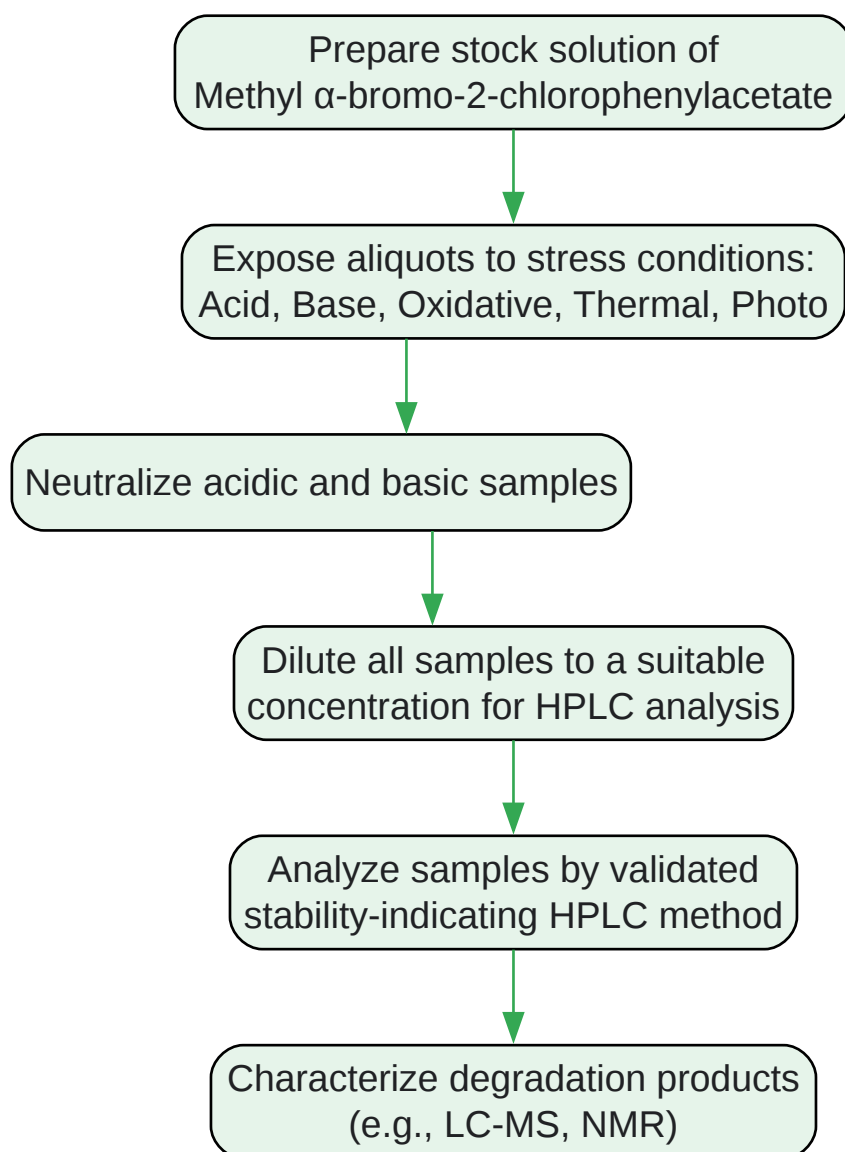 Prepare stock solution of
Methyl α-bromo-2-chlorophenylacetate
Expose aliquots to stress conditions:
Acid, Base, Oxidative, Thermal, Photo
Neutralize acidic and basic samples
Dilute all samples to a suitable
concentration for HPLC analysis
Analyze samples by validated
stability-indicating HPLC method
Characterize degradation products
(e.g., LC-MS, NMR)